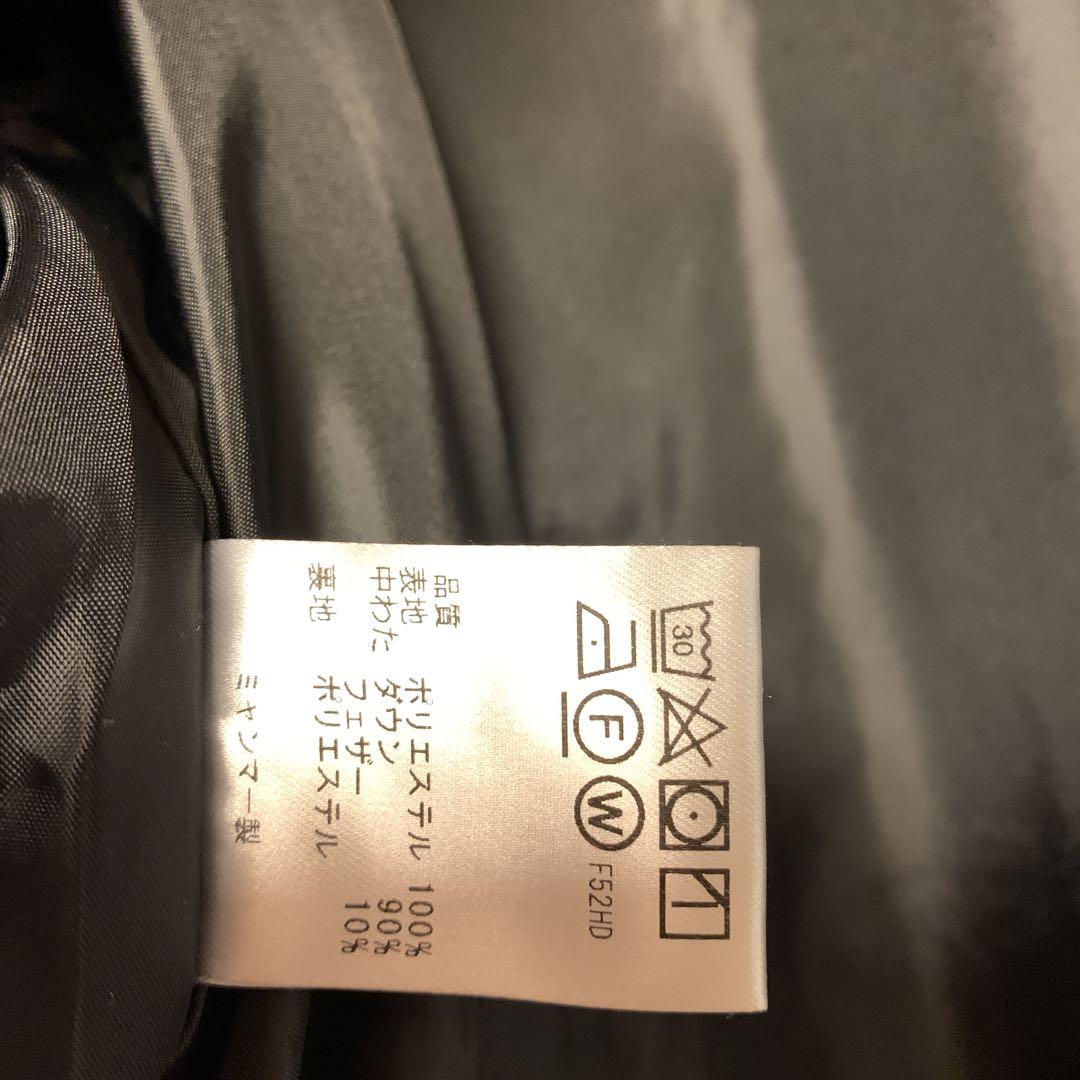 30
F
W
F52HD
品質
表地 ポリエステル 100%
中わた ダウン 90%
フェザー 10%
裏地 ポリエステル
ミャンマー製